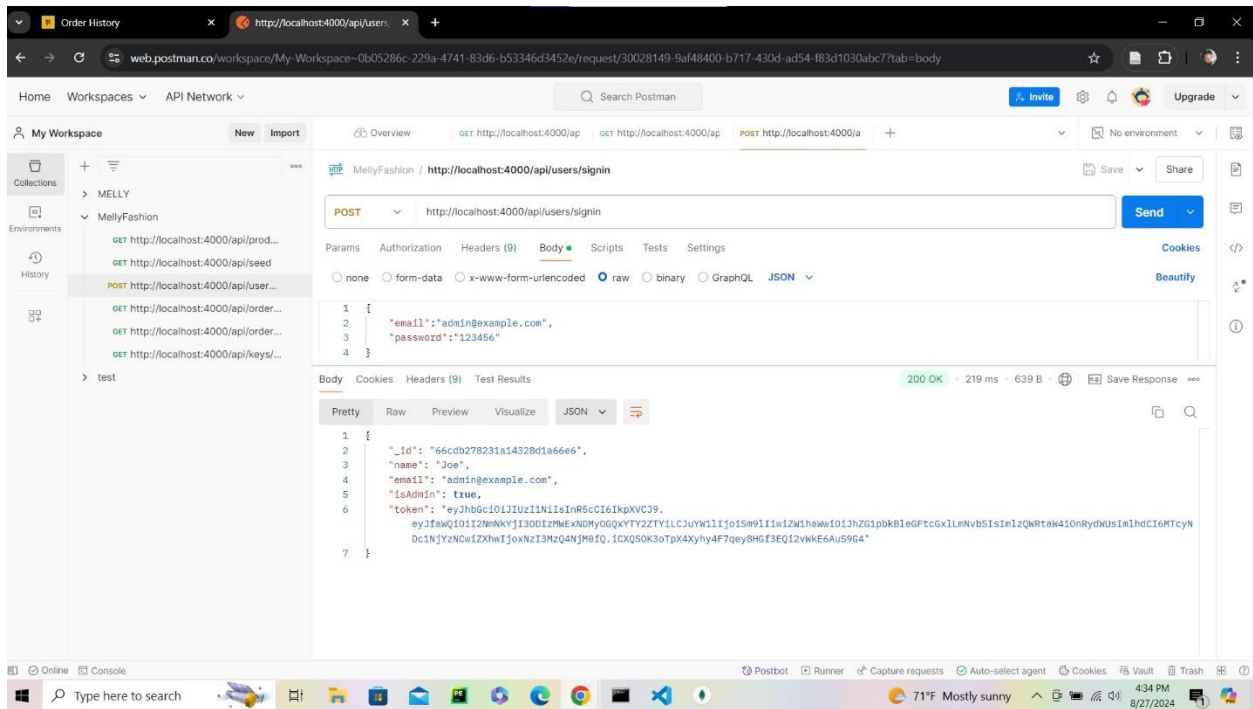 Order History
http://localhost:4000/api/users/
web.postman.co/workspace/My-Workspace~0b05286c-229a-4741-83d6-b53346d3452e/request/30028149-9af48400-b717-430d-ad54-f83d1030abc7?tab=body
Home Workspaces API Network Search Postman Invite Upgrade
My Workspace New Import Overview GET http://localhost:4000/ap GET http://localhost:4000/ap POST http://localhost:4000/a No environment
Collections
Environments
History
MELLY
MellyFashion
GET http://localhost:4000/api/prod...
GET http://localhost:4000/api/seed
POST http://localhost:4000/api/user...
GET http://localhost:4000/api/order...
GET http://localhost:4000/api/order...
GET http://localhost:4000/api/keys/...
test
HTTP MellyFashion / http://localhost:4000/api/users/signin Save Share
POST http://localhost:4000/api/users/signin Send
Params Authorization Headers (9) Body Scripts Tests Settings Cookies
none form-data x-www-form-urlencoded raw binary GraphQL JSON Beautify
1 {
2 "email":"admin@example.com",
3 "password":"123456"
4 }
Body Cookies Headers (9) Test Results 200 OK 219 ms 639 B Save Response
Pretty Raw Preview Visualize JSON
1 {
2 "_id": "66cdb278231a14328d1a66e6",
3 "name": "Joe",
4 "email": "admin@example.com",
5 "isAdmin": true,
6 "token": "eyJhbGciOiJIUzI1NiIsInR5cCI6IkpXVCJ9.
7 }
Online Console Postbot Runner Capture requests Auto-select agent Cookies Vault Trash
Type here to search 71°F Mostly sunny 4:34 PM
8/27/2024